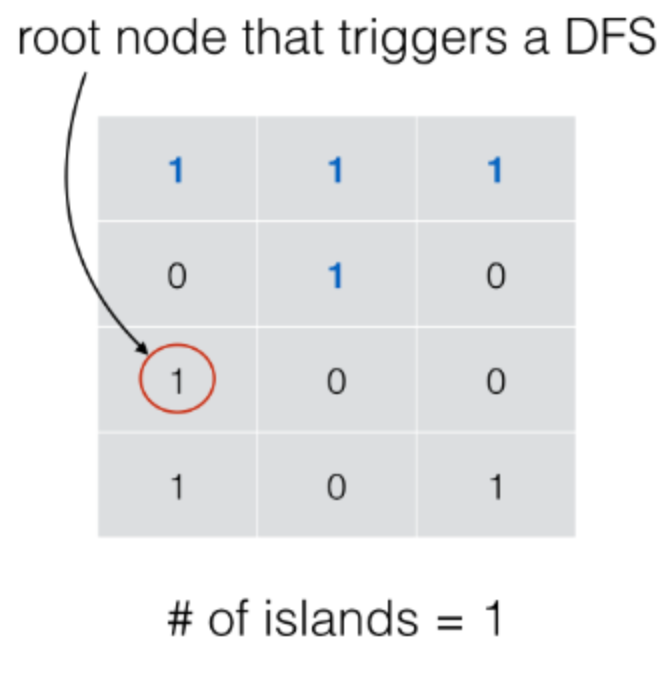 root node that triggers a DFS
1 1 1
0 1 0
1 0 0
1 0 1
# of islands = 1